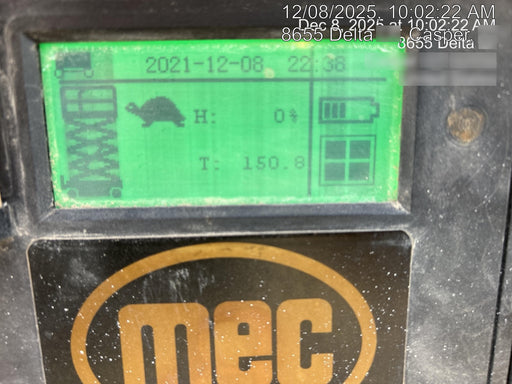 12/08/2025 10:02:22 AM
Dec 8, 2025 at 10:02:22 AM
8655 Delta Casper
8655 Delta
2021-12-08 22:38
H: 0%
T: 150.8
mec